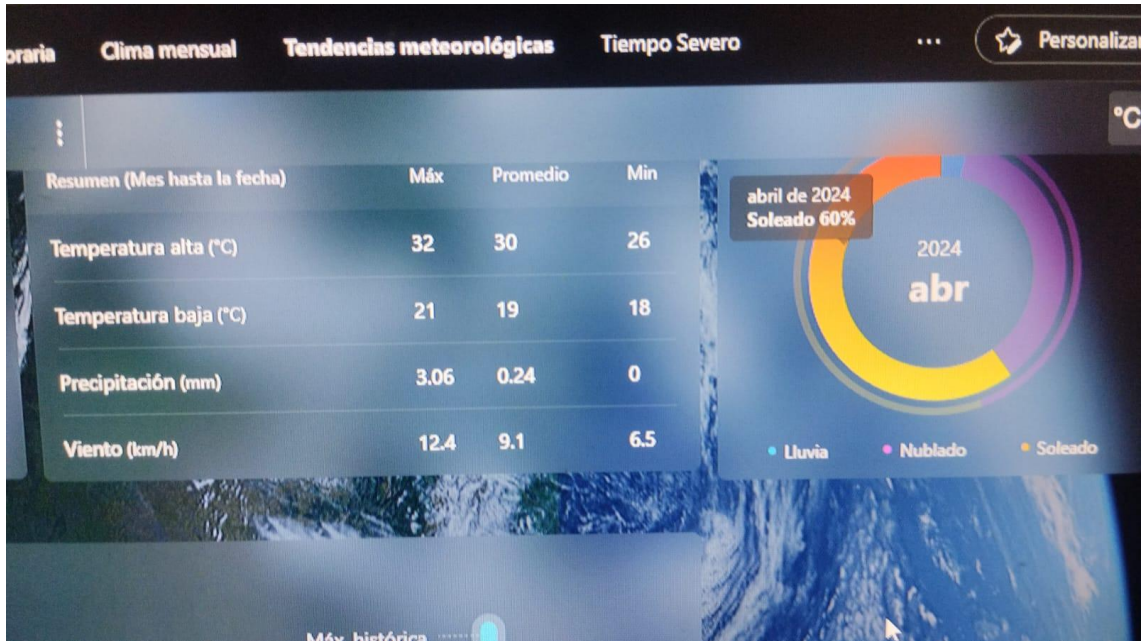 oraria Clima mensual Tendencias meteorológicas Tiempo Severo ... Personalizar
°C
Resumen (Mes hasta la fecha) Máx Promedio Min
Temperatura alta (°C) 32 30 26
Temperatura baja (°C) 21 19 18
Precipitación (mm) 3.06 0.24 0
Viento (km/h) 12.4 9.1 6.5
abril de 2024
Soleado 60%
2024
abr
Lluvia Nublado Soleado
Máx. histórica